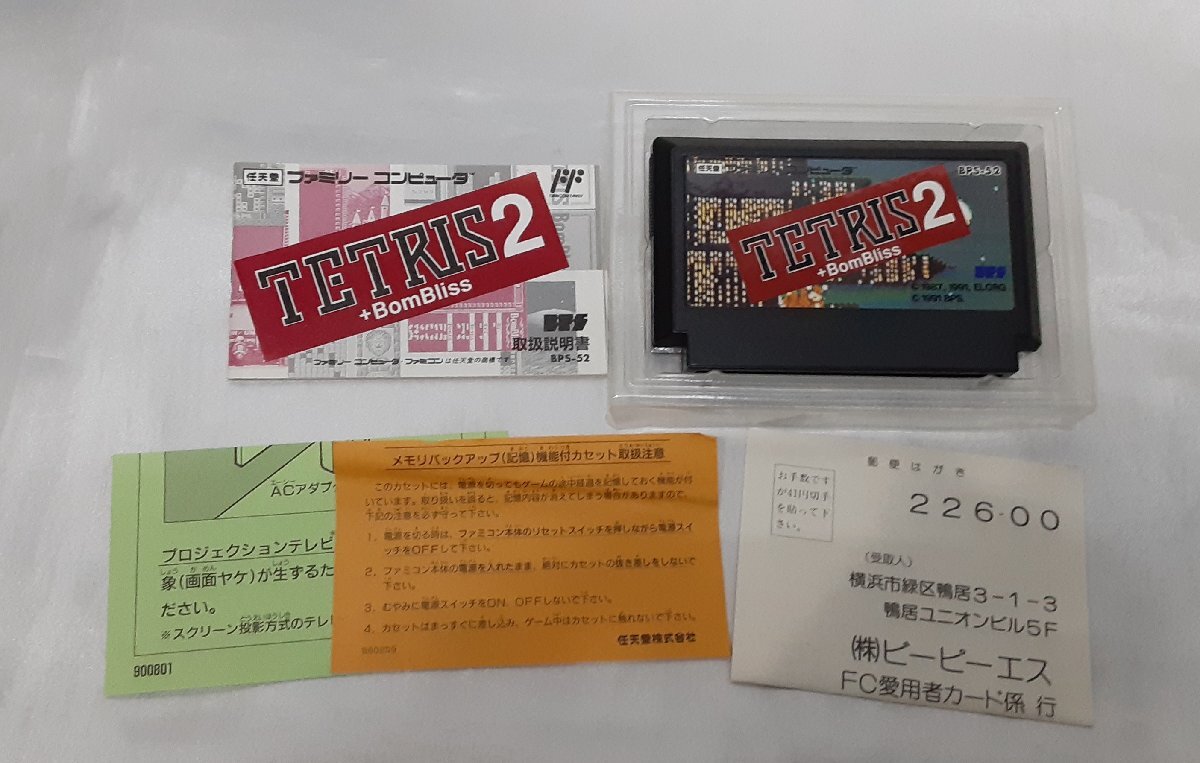 任天堂 ファミリー コンピュータ™
FAMILY COMPUTER
TETRIS2
+BomBliss
BPS
取扱説明書
BPS-52
ファミリー コンピュータ・ファミコンは任天堂の商標です
任天堂 ファミリー コンピュータ™
BPS-52
TETRIS2
+BomBliss
BPS
© 1987, 1991, ELORG
© 1991 BPS.
ACアダプ
プロジェクションテレビ
象(画面ヤケ)が生ずるた
ださい。
※スクリーン投影方式のテレ
900801
メモリバックアップ(記憶)機能付カセット取扱注意
このカセットには、電源を切ってもゲームの途中経過を記憶しておく機能が付
いています。取り扱いを誤ると、記憶内容が消えてしまう場合がありますので、
下記の注意を必ず守って下さい。
1. 電源を切る時は、ファミコン本体のリセットスイッチを押しながら電源スイ
ッチをOFFして下さい。
2. ファミコン本体の電源を入れたまま、絶対にカセットの抜き差しをしないで
下さい。
3. むやみに電源スイッチをON、OFFしないで下さい。
4. カセットはまっすぐに差し込み、ゲーム中はカセットに触れないで下さい。
任天堂株式会社
郵便はがき
お手数です
が41円切手
を貼って下
さい。
226-00
(受取人)
横浜市緑区鴨居3-1-3
鴨居ユニオンビル5F
(株)ビーピーエス
FC愛用者カード係 行